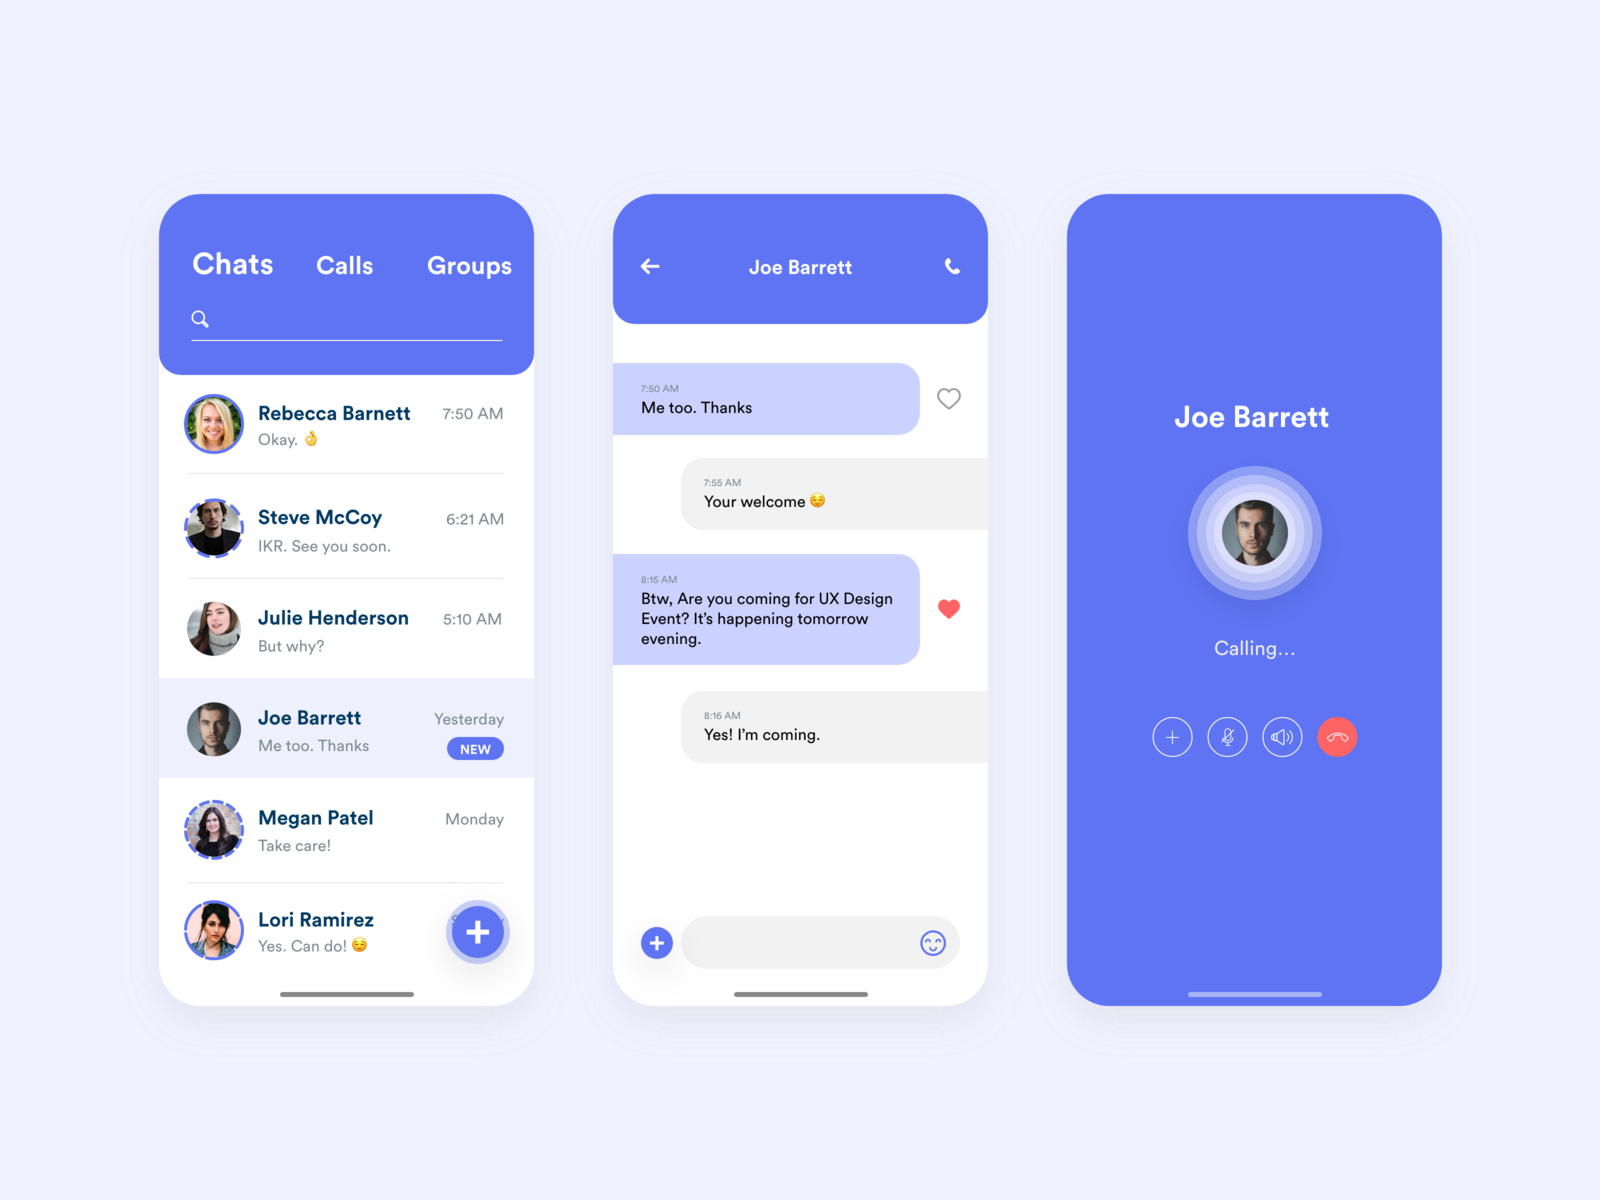 Chats Calls Groups
Rebecca Barnett 7:50 AM
Okay. 👌
Steve McCoy 6:21 AM
IKR. See you soon.
Julie Henderson 5:10 AM
But why?
Joe Barrett Yesterday
Me too. Thanks NEW
Megan Patel Monday
Take care!
Lori Ramirez
Yes. Can do! 😌
Joe Barrett
7:50 AM
Me too. Thanks
7:55 AM
Your welcome 😌
8:15 AM
Btw, Are you coming for UX Design
Event? It's happening tomorrow
evening.
8:16 AM
Yes! I'm coming.
Joe Barrett
Calling...